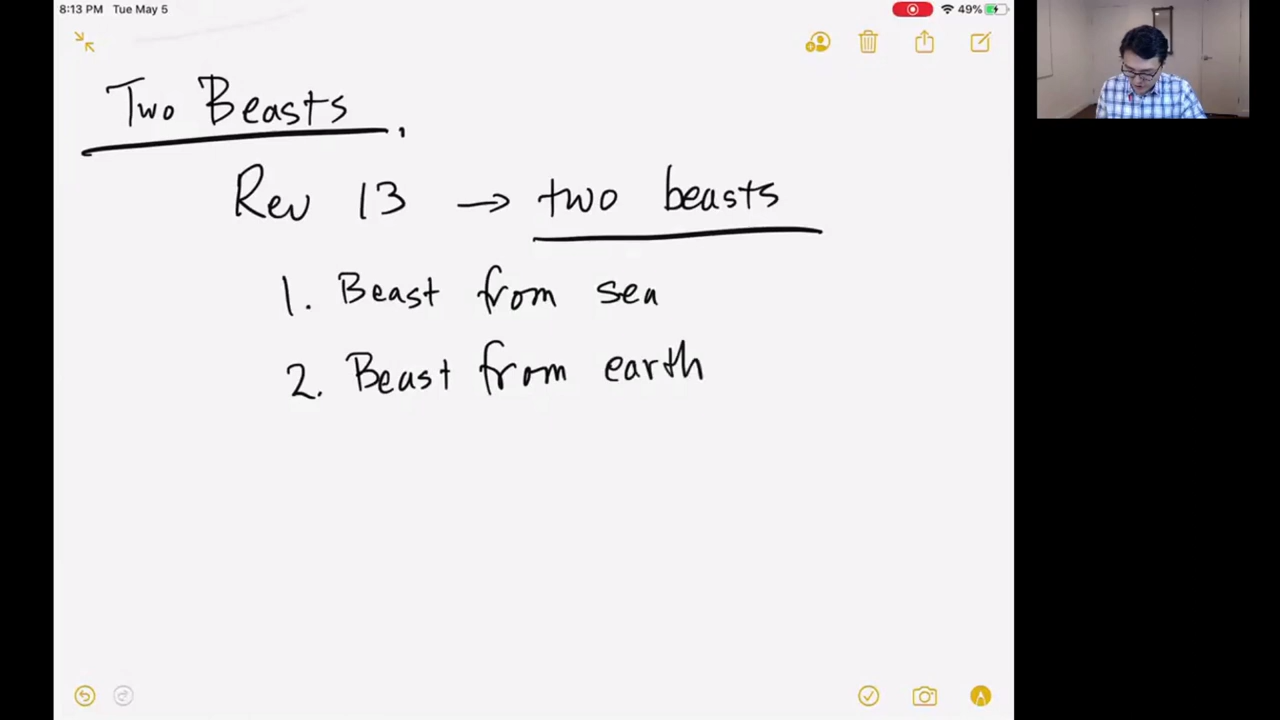 8:13 PM Tue May 5
49%
Two Beasts
Rev 13 → two beasts
1. Beast from sea
2. Beast from earth